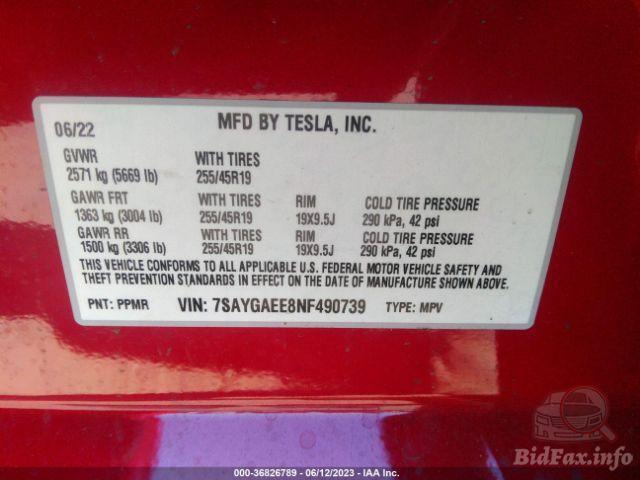 06/22 MFD BY TESLA, INC.
GVWR WITH TIRES
2571 kg (5669 lb) 255/45R19
GAWR FRT WITH TIRES RIM COLD TIRE PRESSURE
1363 kg (3004 lb) 255/45R19 19X9.5J 290 kPa, 42 psi
GAWR RR WITH TIRES RIM COLD TIRE PRESSURE
1500 kg (3306 lb) 255/45R19 19X9.5J 290 kPa, 42 psi
THIS VEHICLE CONFORMS TO ALL APPLICABLE U.S. FEDERAL MOTOR VEHICLE SAFETY AND
THEFT PREVENTION STANDARDS IN EFFECT ON THE DATE OF MANUFACTURE SHOWN ABOVE.
PNT: PPMR VIN: 7SAYGAEE8NF490739 TYPE: MPV
BidFax.info
000-36826789 - 06/12/2023 - IAA Inc.